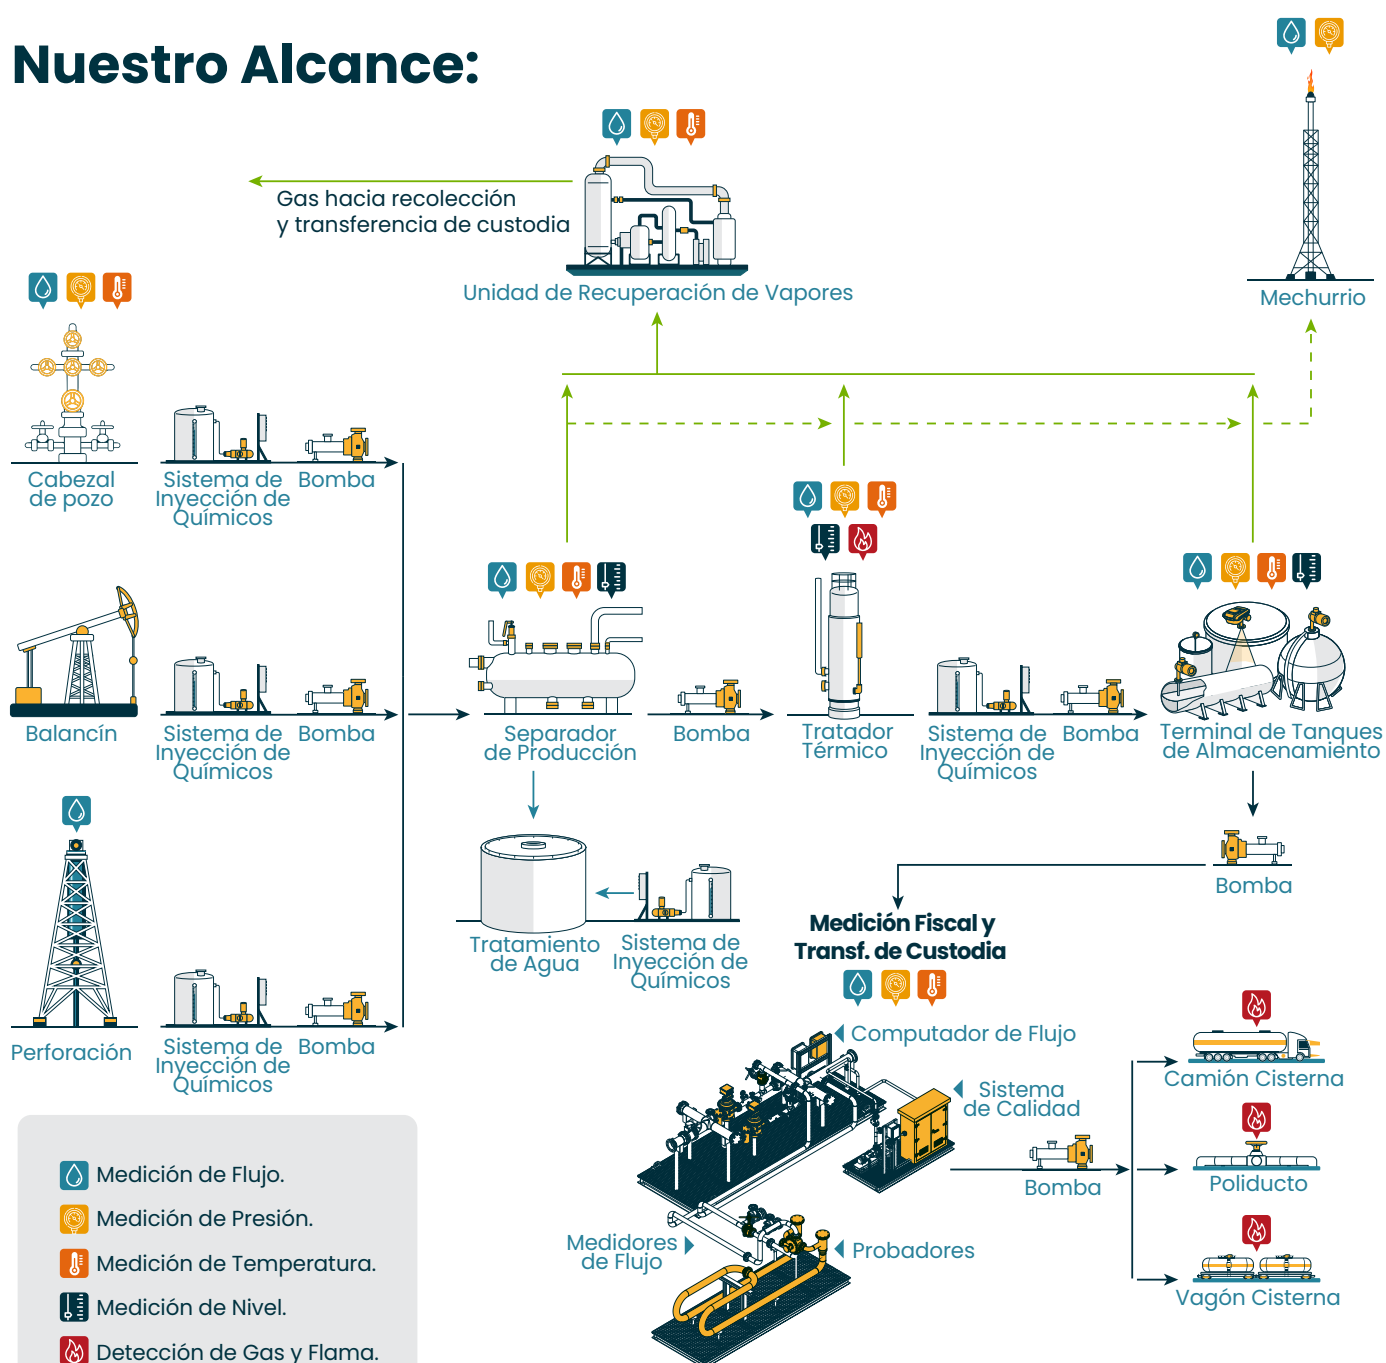 Nuestro Alcance:
Gas hacia recolección
y transferencia de custodia
Unidad de Recuperación de Vapores
Mechurrio
Cabezal
de pozo
Sistema de
Inyección de
Químicos
Bomba
Balancín
Sistema de
Inyección de
Químicos
Bomba
Separador
de Producción
Bomba
Tratador
Térmico
Sistema de
Inyección de
Químicos
Bomba
Terminal de Tanques
de Almacenamiento
Bomba
Tratamiento
de Agua
Sistema de
Inyección de
Químicos
Medición Fiscal y
Transf. de Custodia
Perforación
Sistema de
Inyección de
Químicos
Bomba
Computador de Flujo
Sistema
de Calidad
Bomba
Camión Cisterna
Poliducto
Vagón Cisterna
Medidores
de Flujo
Probadores
Medición de Flujo.
Medición de Presión.
Medición de Temperatura.
Medición de Nivel.
Detección de Gas y Flama.